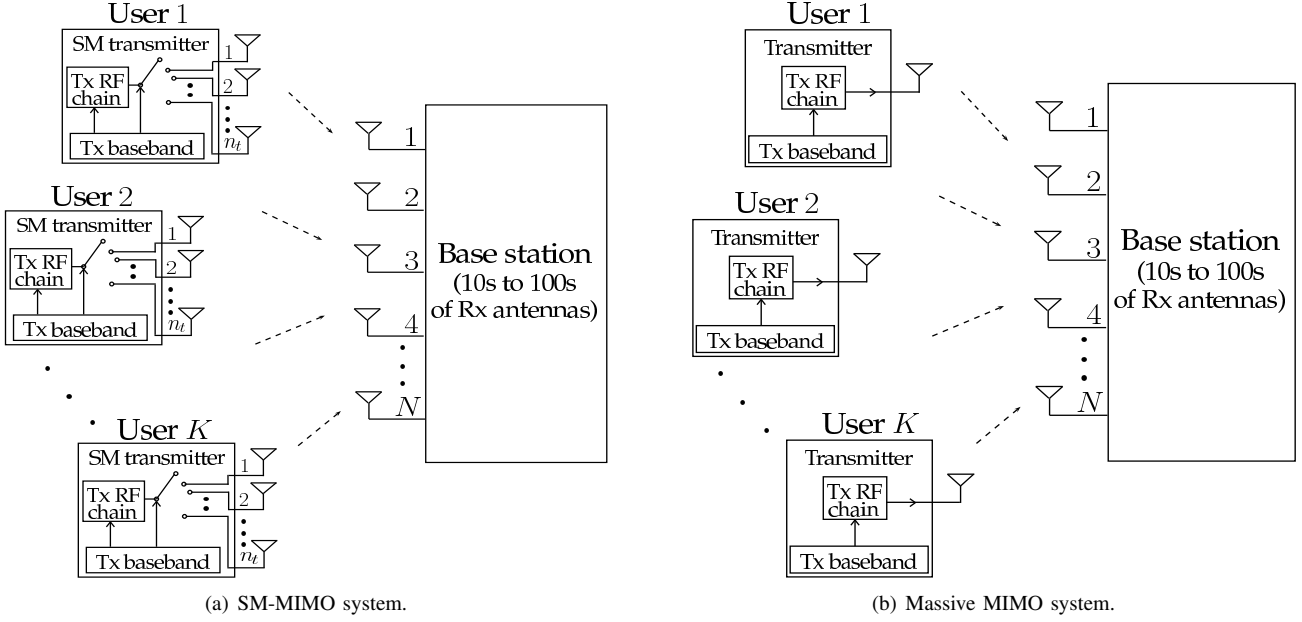 User 1
SM transmitter
Tx RF
chain
Tx baseband
1
2
n_t
User 2
SM transmitter
Tx RF
chain
Tx baseband
1
2
n_t
User K
SM transmitter
Tx RF
chain
Tx baseband
1
2
n_t
1
2
3
4
N
Base station
(10s to 100s
of Rx antennas)
(a) SM-MIMO system.
User 1
Transmitter
Tx RF
chain
Tx baseband
User 2
Transmitter
Tx RF
chain
Tx baseband
User K
Transmitter
Tx RF
chain
Tx baseband
1
2
3
4
N
Base station
(10s to 100s
of Rx antennas)
(b) Massive MIMO system.